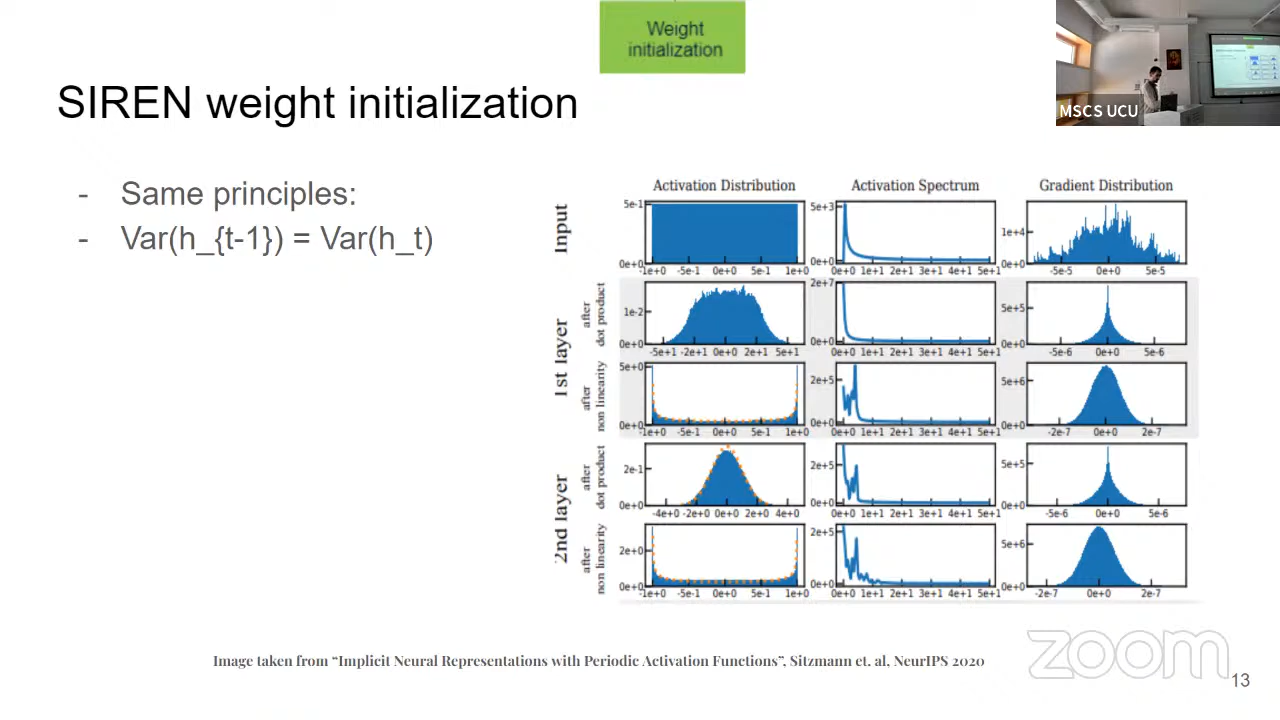 Weight
initialization
MSCS UCU
SIREN weight initialization
- Same principles:
- Var(h_{t-1}) = Var(h_t)
Activation Distribution
Activation Spectrum
Gradient Distribution
Input
5e-1
0e+0
-1e+0 -5e-1 0e+0 5e-1 1e+0
5e+3
0e+0
0e+0 1e+1 2e+1 3e+1 4e+1 5e+1
1e+4
0e+0
-5e-5 0e+0 5e-5
1st layer
after
dot product
1e-2
0e+0
-5e+1 -2e+1 0e+0 2e+1 5e+1
2e+7
0e+0
0e+0 1e+1 2e+1 3e+1 4e+1 5e+1
5e+5
0e+0
-5e-6 0e+0 5e-6
after
non linearity
5e+0
0e+0
-1e+0 -5e-1 0e+0 5e-1 1e+0
2e+5
0e+0
0e+0 1e+1 2e+1 3e+1 4e+1 5e+1
5e+6
0e+0
-2e-7 0e+0 2e-7
2nd layer
after
dot product
2e-1
0e+0
-4e+0 -2e+0 0e+0 2e+0 4e+0
2e+5
0e+0
0e+0 1e+1 2e+1 3e+1 4e+1 5e+1
5e+5
0e+0
-5e-6 0e+0 5e-6
after
non linearity
2e+0
0e+0
-1e+0 -5e-1 0e+0 5e-1 1e+0
2e+5
0e+0
0e+0 1e+1 2e+1 3e+1 4e+1 5e+1
5e+6
0e+0
-2e-7 0e+0 2e-7
Image taken from “Implicit Neural Representations with Periodic Activation Functions”, Sitzmann et. al, NeurIPS 2020
zoom
13